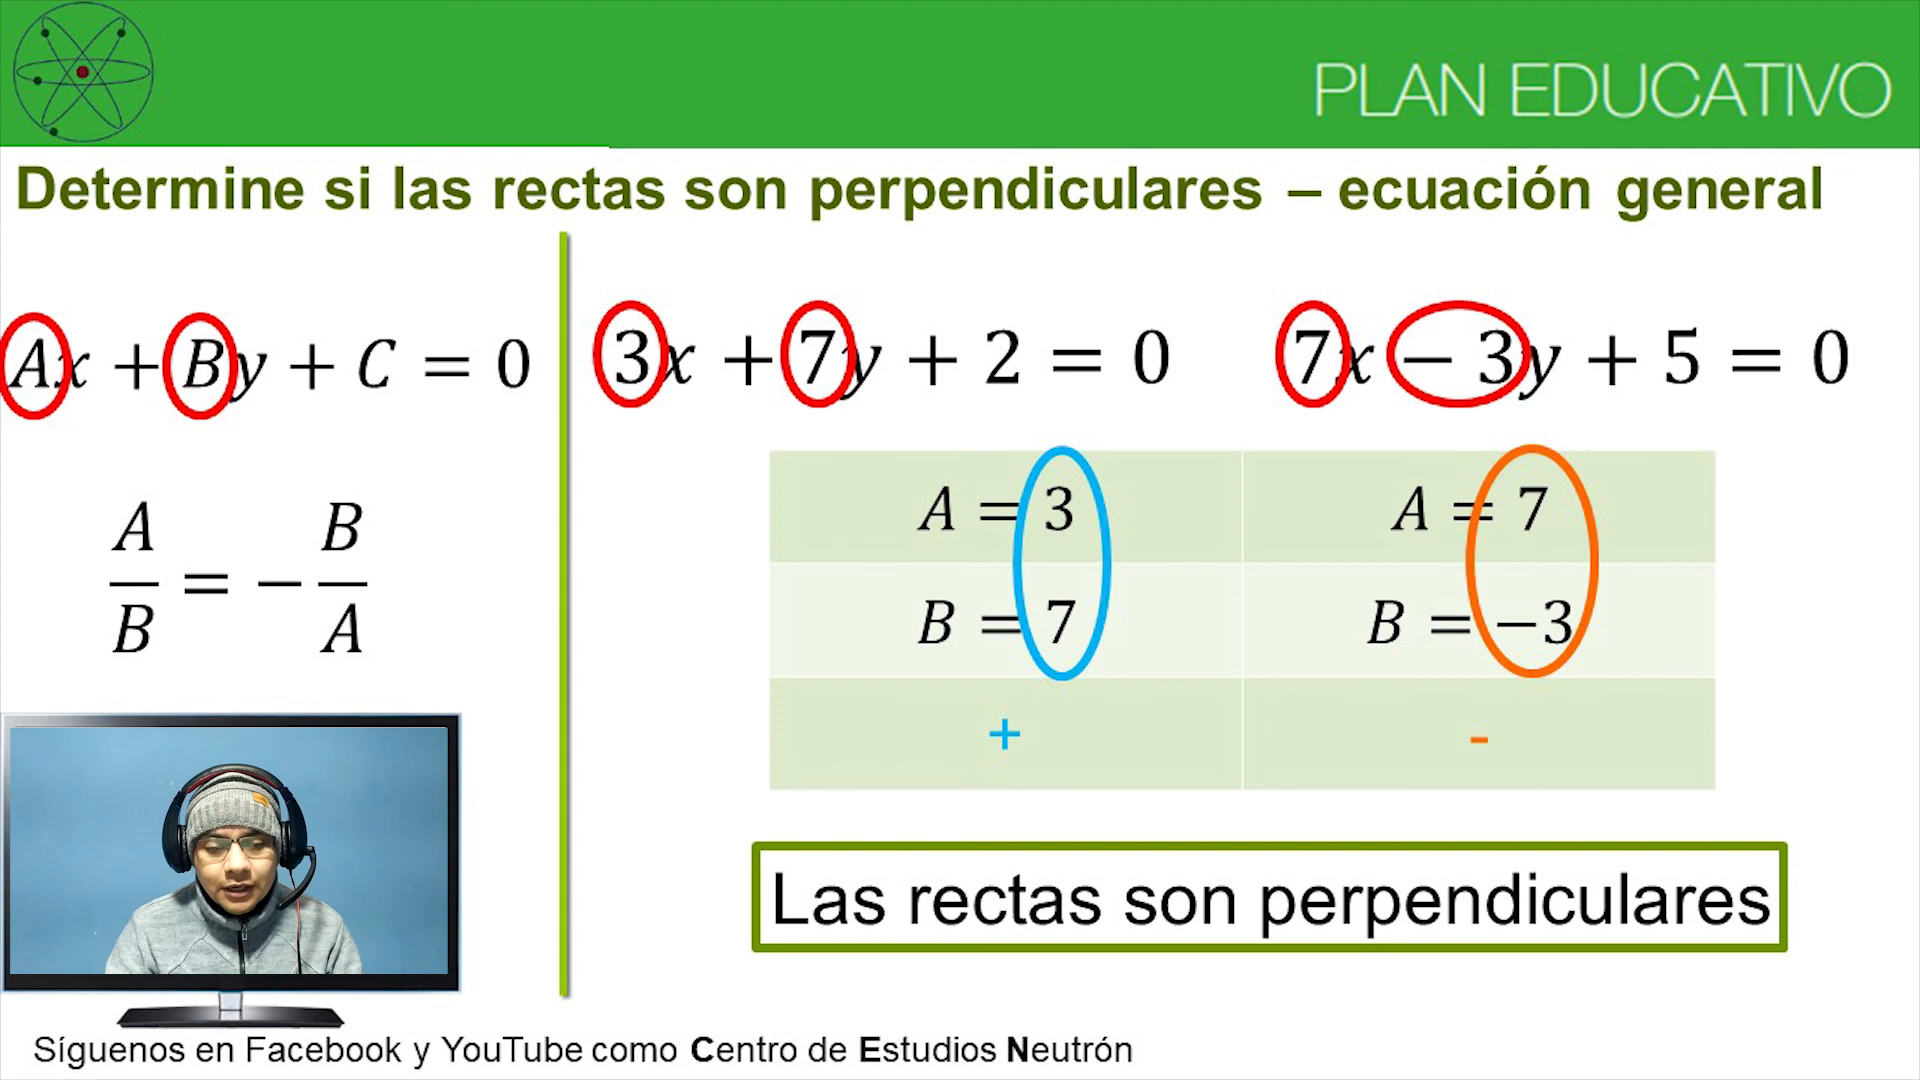 PLAN EDUCATIVO
Determine si las rectas son perpendiculares – ecuación general
Ax + By + C = 0
3x + 7y + 2 = 0
7x − 3y + 5 = 0
A/B = −B/A
A = 3
A = 7
B = 7
B = −3
+
-
Las rectas son perpendiculares
Síguenos en Facebook y YouTube como Centro de Estudios Neutrón